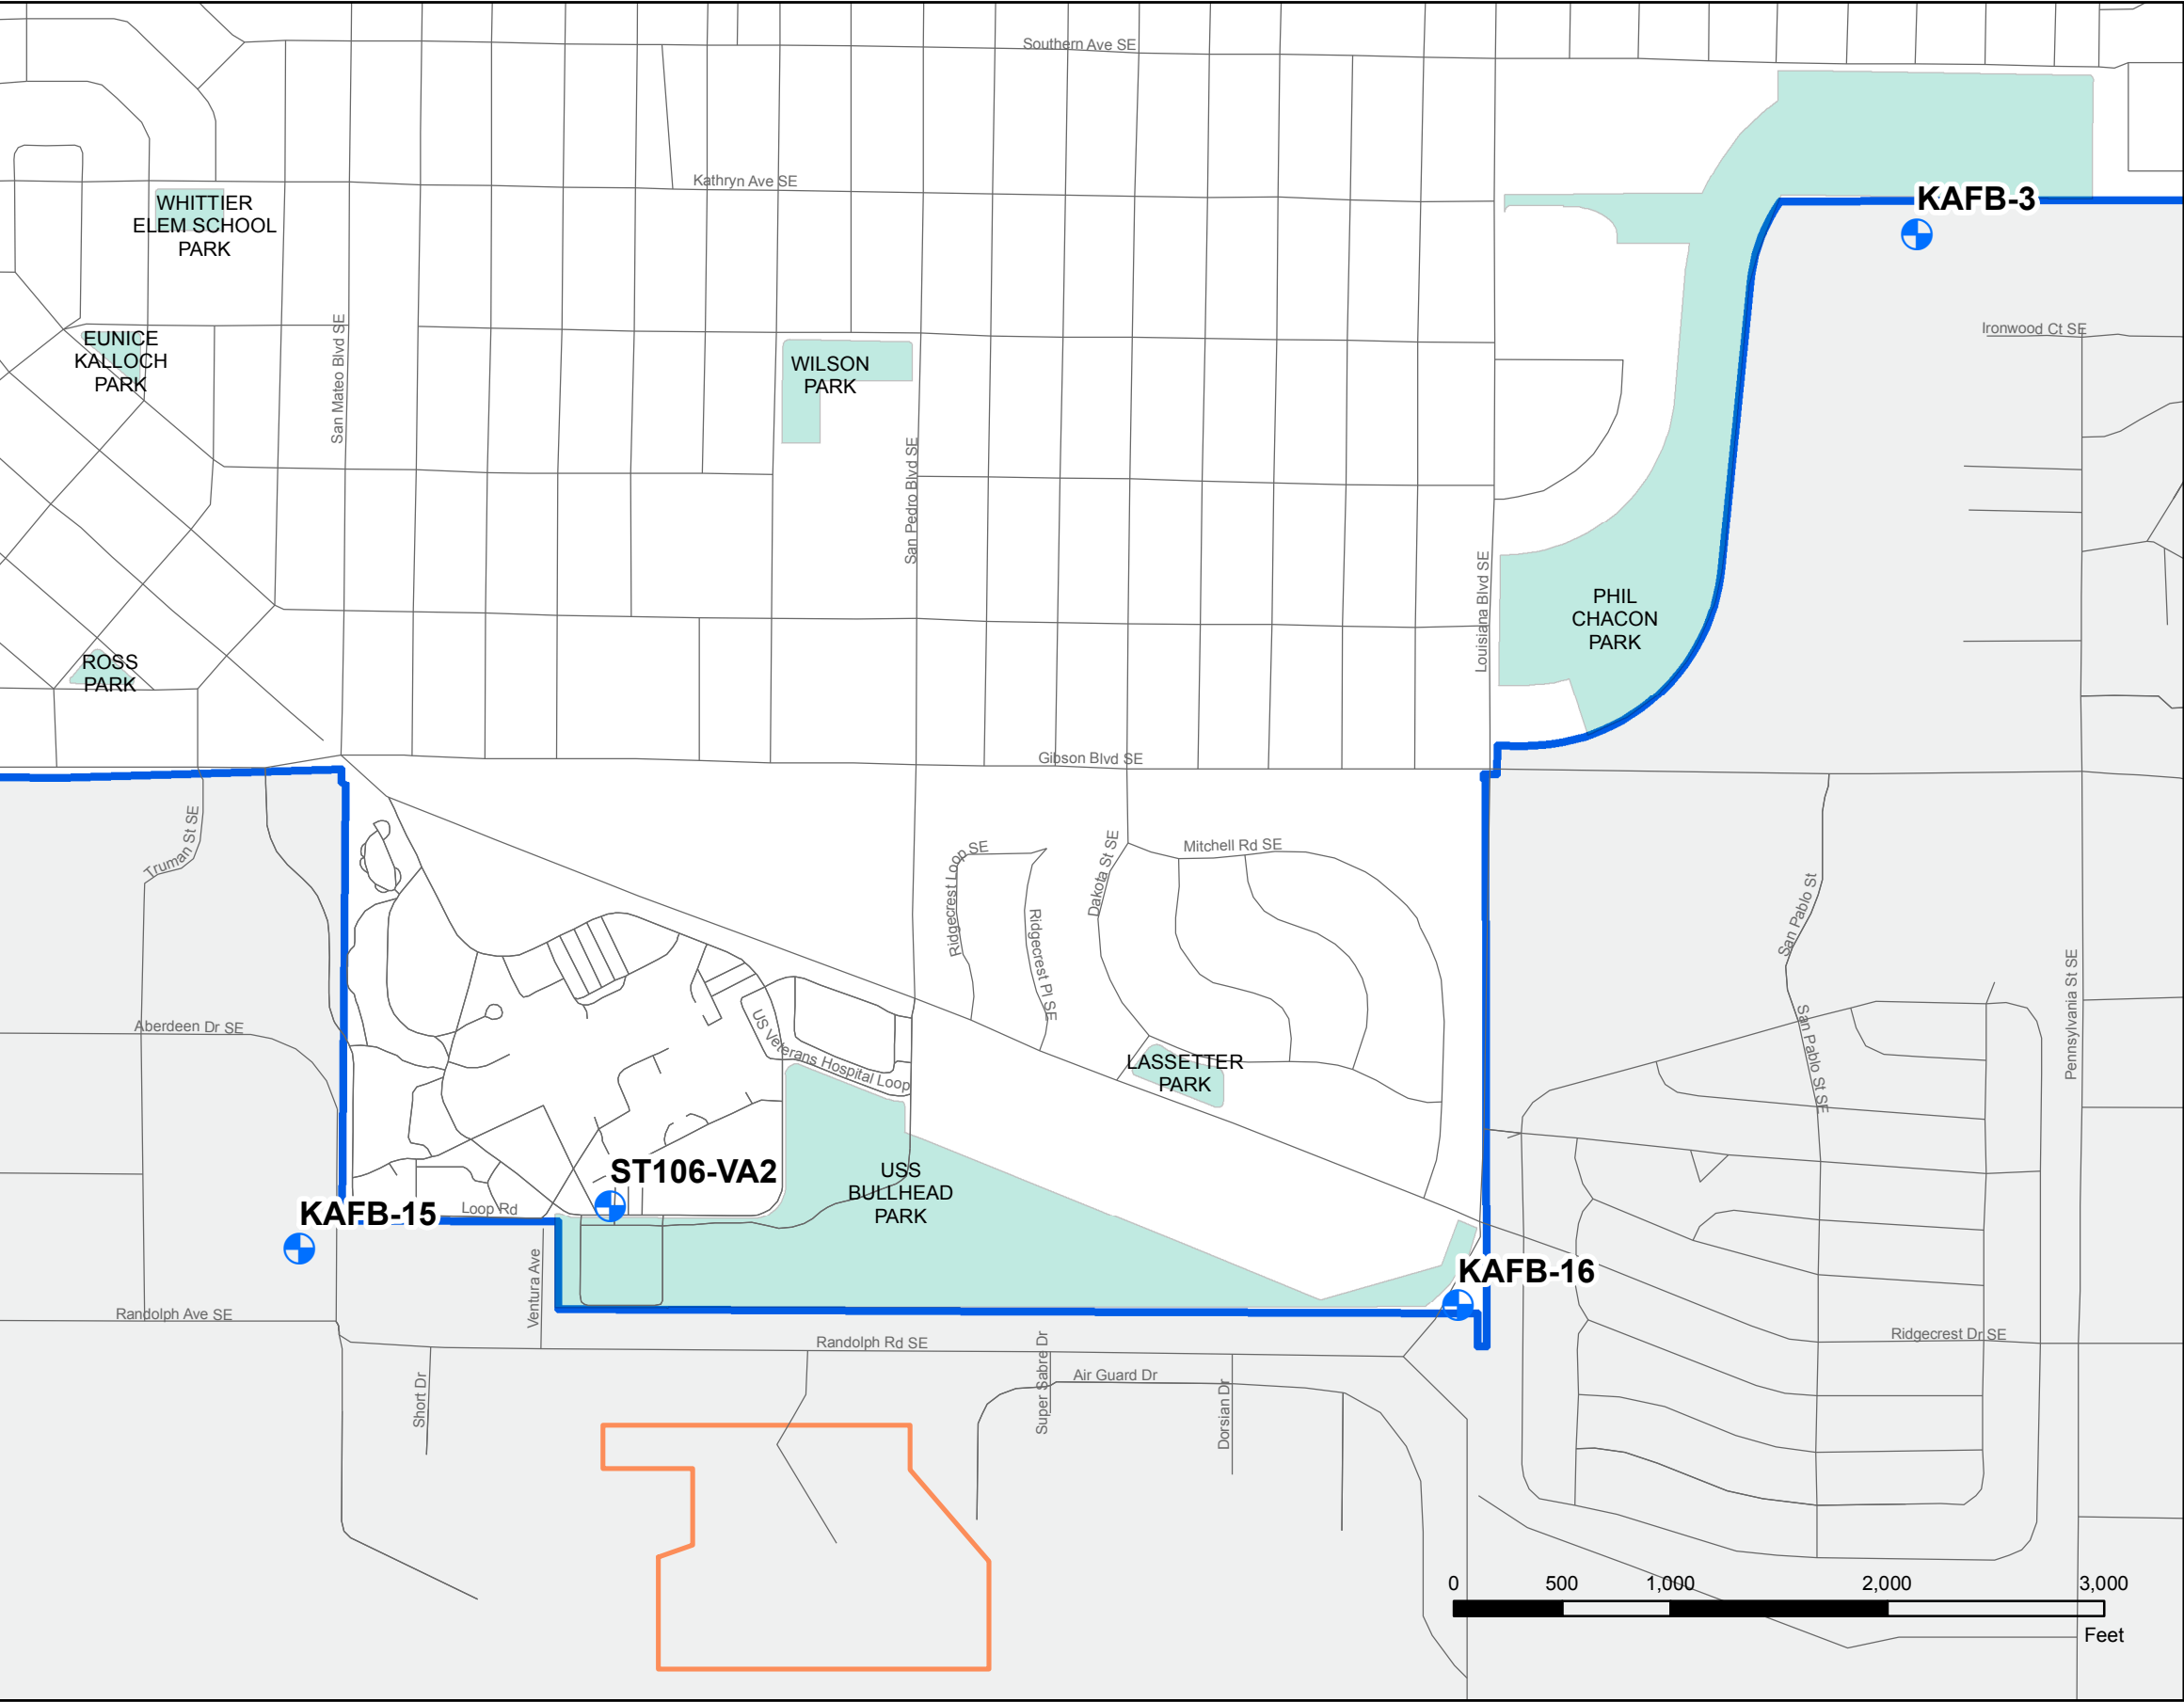 Southern Ave SE
Kathryn Ave SE
KAFB-3
WHITTIER
ELEM SCHOOL
PARK
Ironwood Ct SE
EUNICE
KALLOCH
PARK
San Mateo Blvd SE
WILSON
PARK
San Pedro Blvd SE
Louisiana Blvd SE
PHIL
CHACON
PARK
ROSS
PARK
Gibson Blvd SE
Truman St SE
Ridgecrest Loop SE
Ridgecrest Pl SE
Dakota St SE
Mitchell Rd SE
San Pablo St
San Pablo St SE
Pennsylvania St SE
Aberdeen Dr SE
US Veterans Hospital Loop
LASSETTER
PARK
ST106-VA2
USS
BULLHEAD
PARK
KAFB-15
Loop Rd
Ventura Ave
KAFB-16
Randolph Ave SE
Randolph Rd SE
Ridgecrest Dr SE
Short Dr
Super Sabre Dr
Air Guard Dr
Dorsian Dr
0 500 1,000 2,000 3,000
Feet